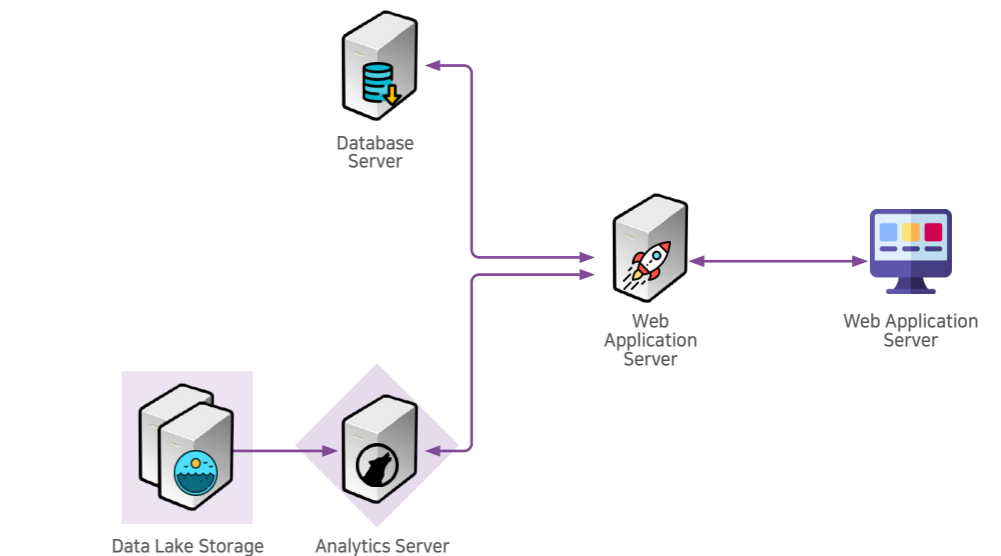 Database
Server
Web
Application
Server
Web Application
Server
Data Lake Storage
Analytics Server